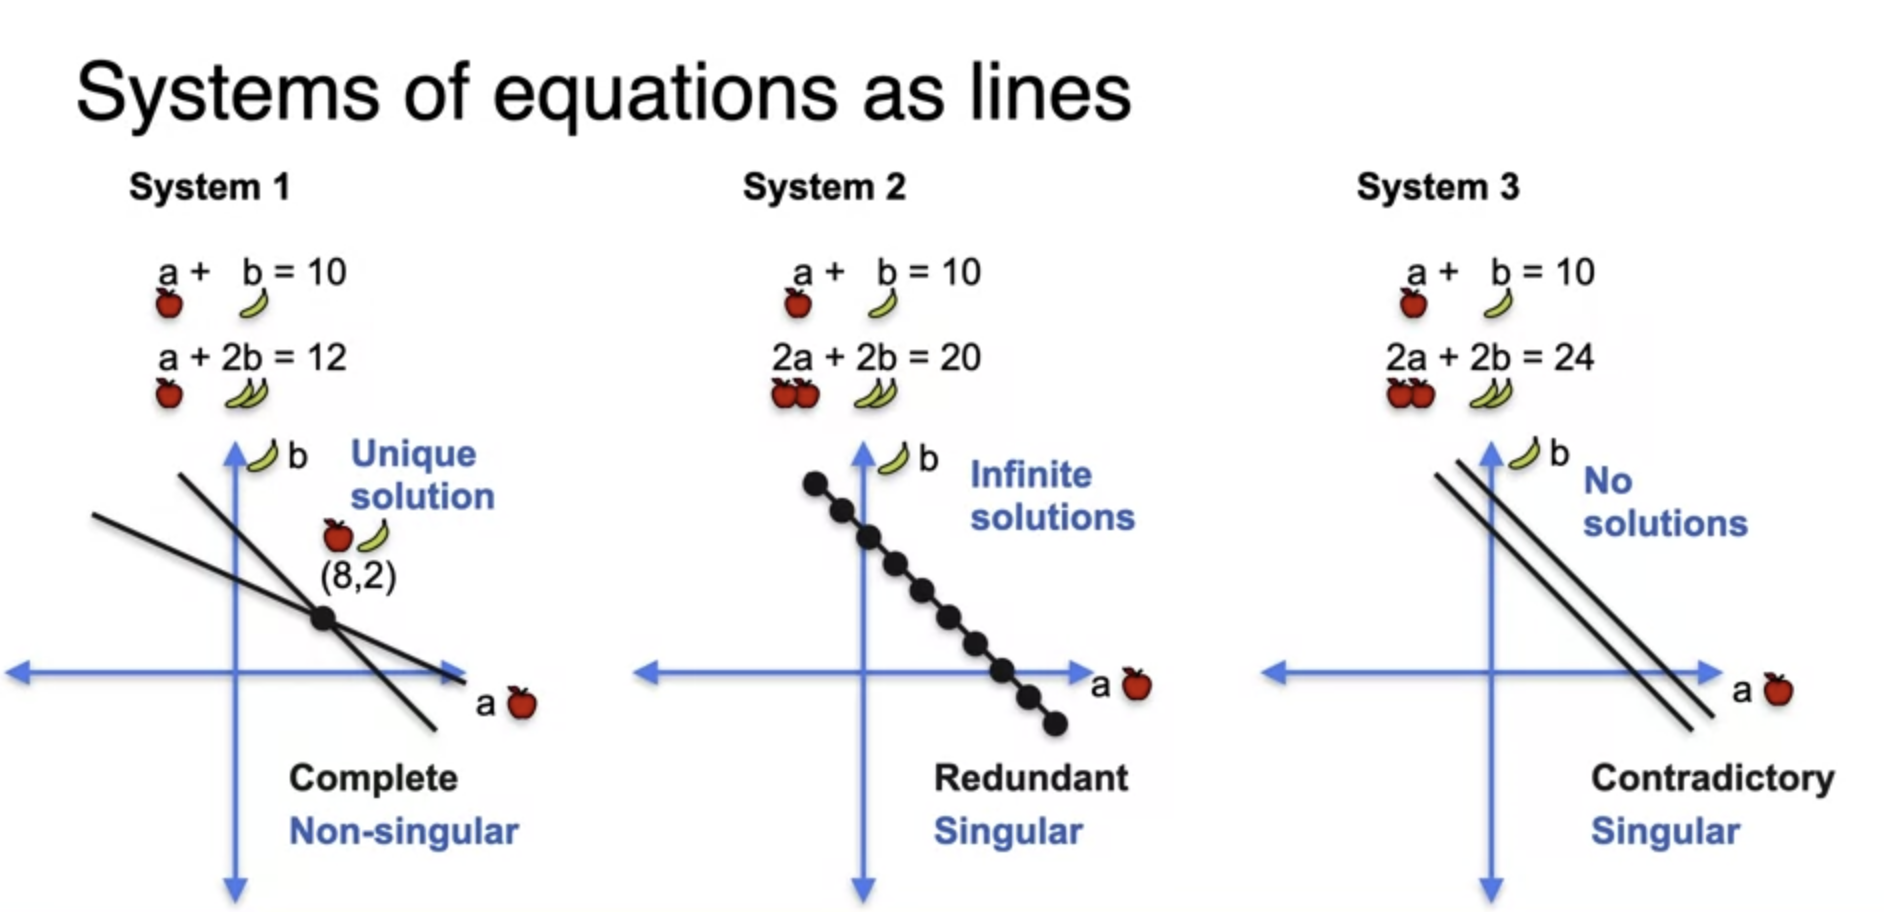 Systems of equations as lines
System 1
a + b = 10
a + 2b = 12
b
Unique
solution
(8,2)
a
Complete
Non-singular
System 2
a + b = 10
2a + 2b = 20
b
Infinite
solutions
a
Redundant
Singular
System 3
a + b = 10
2a + 2b = 24
b
No
solutions
a
Contradictory
Singular